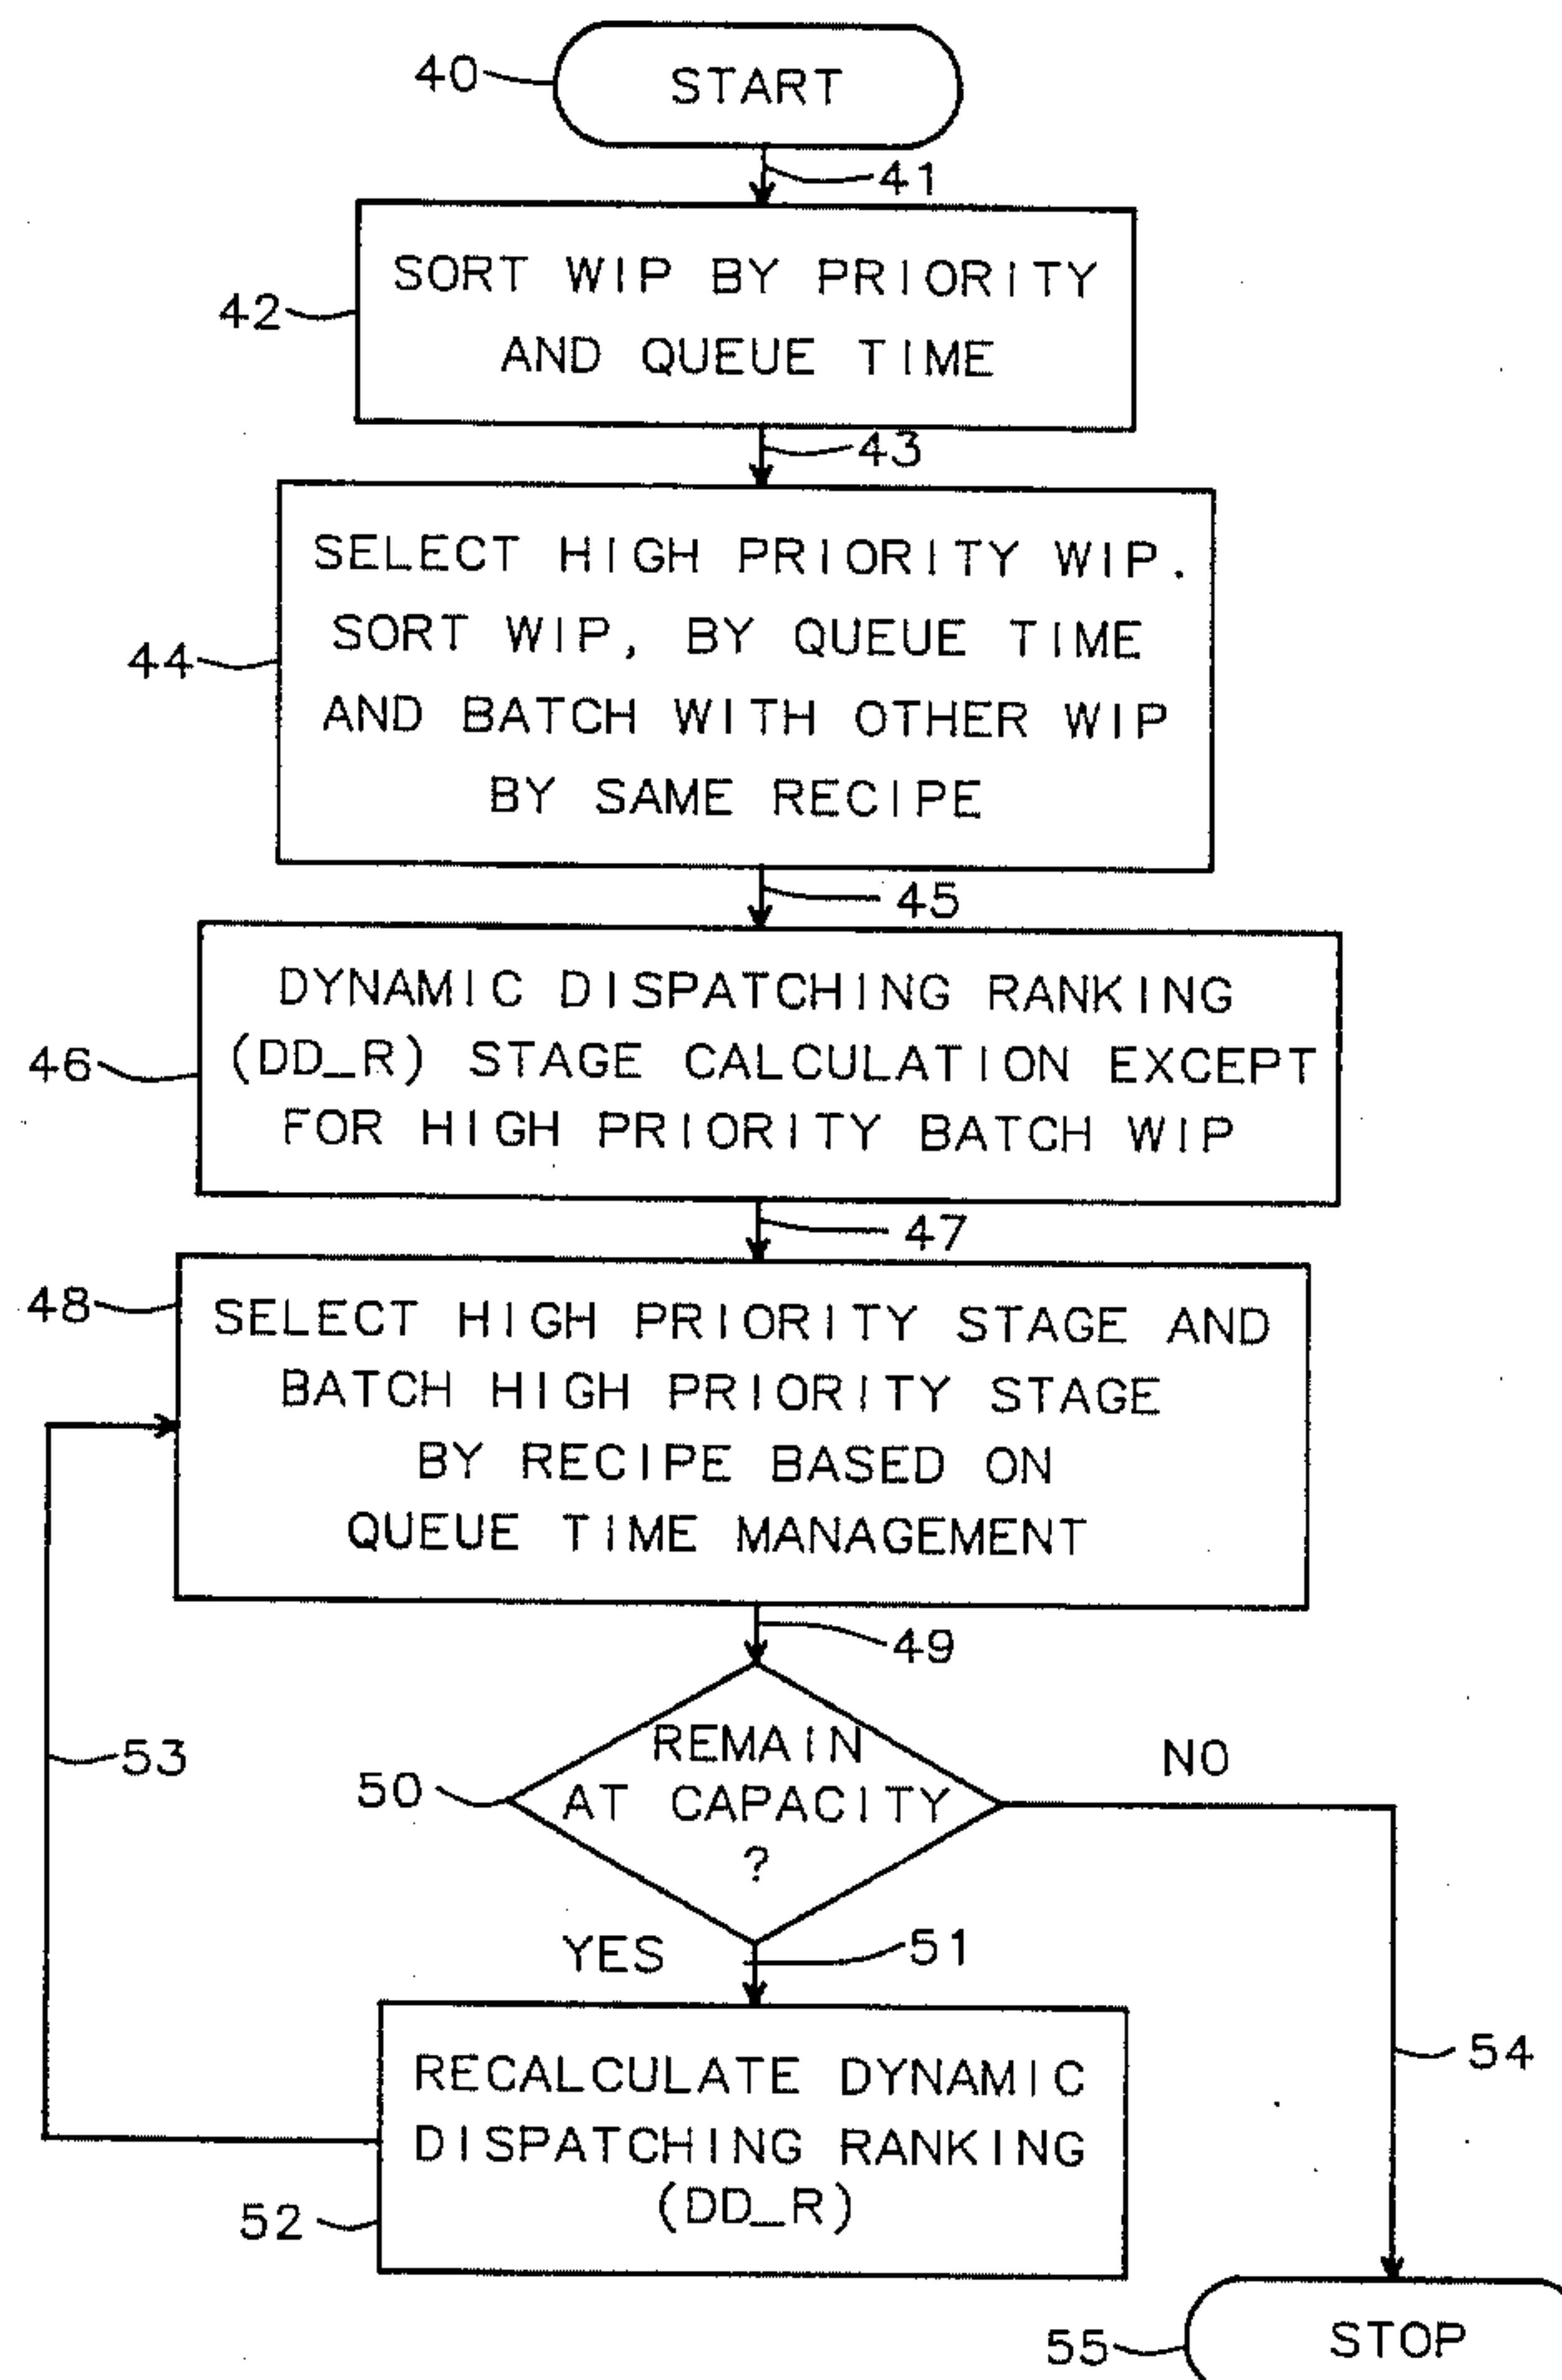 40
START
41
42
SORT WIP BY PRIORITY
AND QUEUE TIME
43
44
SELECT HIGH PRIORITY WIP.
SORT WIP, BY QUEUE TIME
AND BATCH WITH OTHER WIP
BY SAME RECIPE
45
46
DYNAMIC DISPATCHING RANKING
(DD_R) STAGE CALCULATION EXCEPT
FOR HIGH PRIORITY BATCH WIP
47
48
SELECT HIGH PRIORITY STAGE AND
BATCH HIGH PRIORITY STAGE
BY RECIPE BASED ON
QUEUE TIME MANAGEMENT
49
53
50
REMAIN
AT CAPACITY
?
NO
YES
51
54
52
RECALCULATE DYNAMIC
DISPATCHING RANKING
(DD_R)
55
STOP